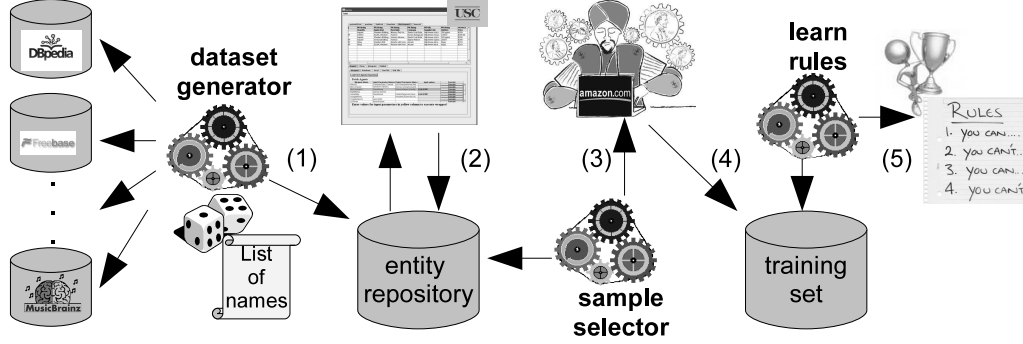 DBpedia
Freebase
MusicBrainz
dataset
generator
(1)
List
of
names
USC
(2)
entity
repository
amazon.com
(3)
sample
selector
(4)
learn
rules
training
set
(5)
RULES
1. YOU CAN....
2. YOU CAN'T..
3. YOU CAN...
4. YOU CAN'T